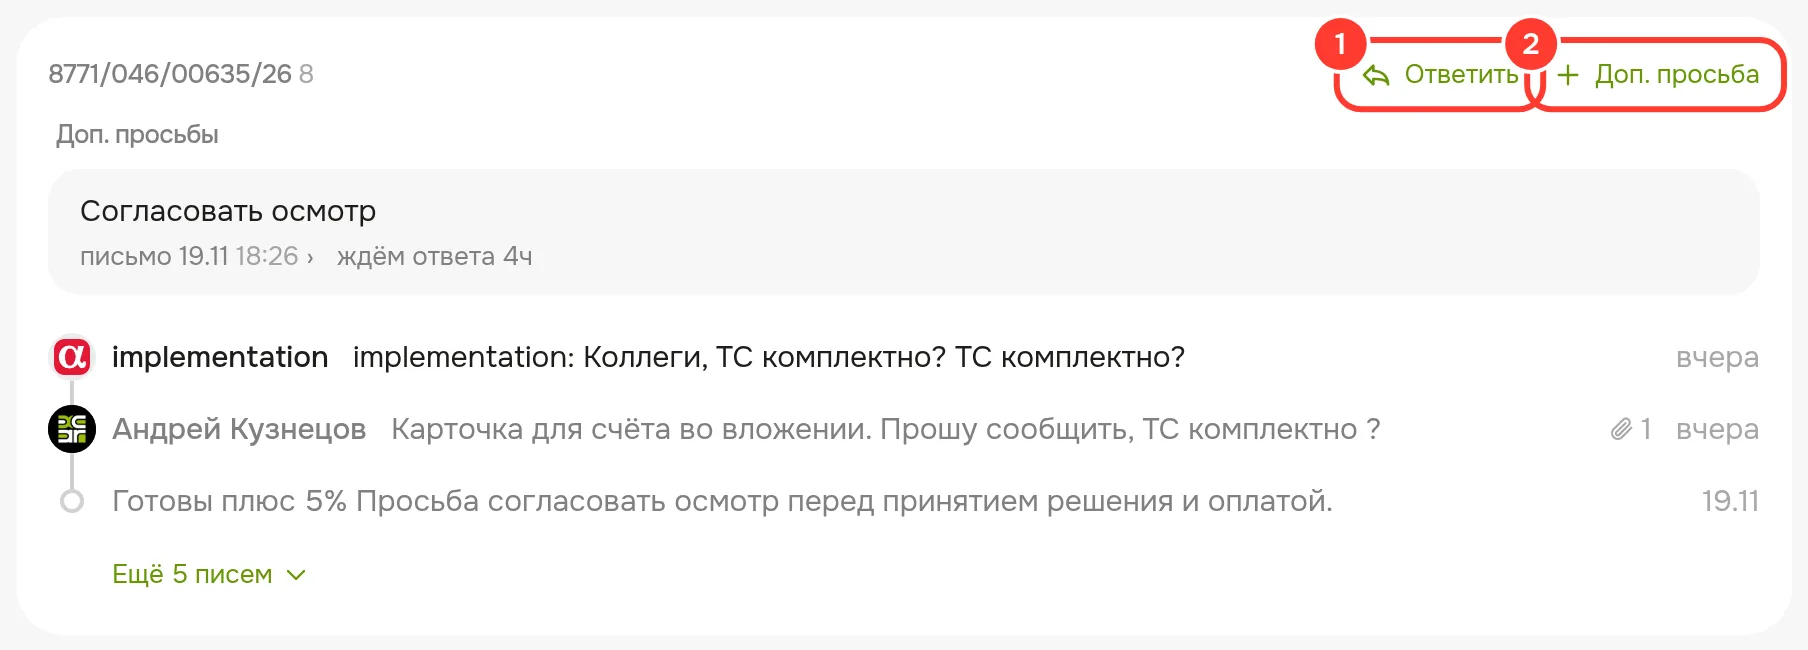 8771/046/00635/26 8
1 Ответить 2 + Доп. просьба
Доп. просьбы
Согласовать осмотр
письмо 19.11 18:26 › ждём ответа 4ч
implementation implementation: Коллеги, ТС комплектно? ТС комплектно? вчера
Андрей Кузнецов Карточка для счёта во вложении. Прошу сообщить, ТС комплектно ? 1 вчера
Готовы плюс 5% Просьба согласовать осмотр перед принятием решения и оплатой. 19.11
Ещё 5 писем